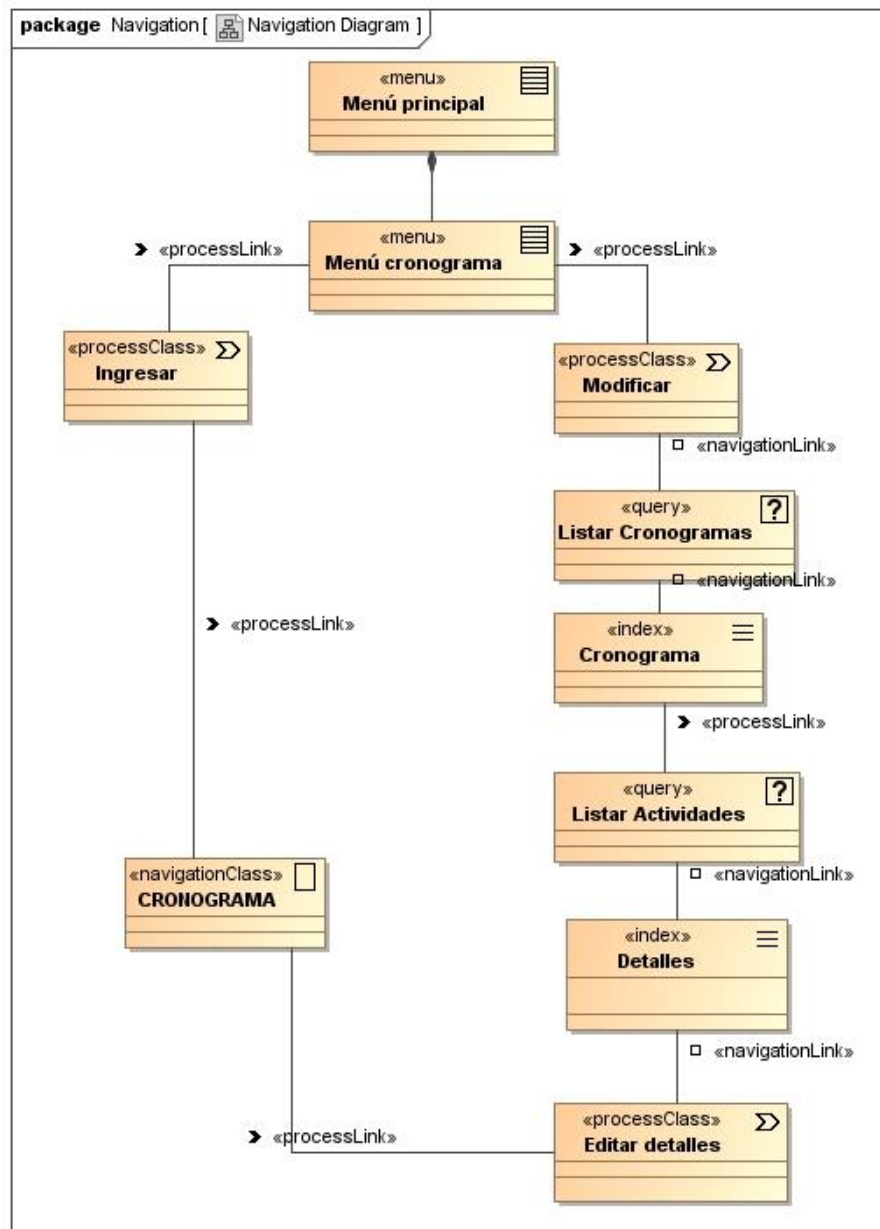 package Navigation [ Navigation Diagram ]
«menu»
Menú principal
«processLink»
«menu»
Menú cronograma
«processLink»
«processClass»
Ingresar
«processClass»
Modificar
«navigationLink»
«query» ?
Listar Cronogramas
«navigationLink»
«index»
Cronograma
«processLink»
«processLink»
«query» ?
Listar Actividades
«navigationClass»
CRONOGRAMA
«navigationLink»
«index»
Detalles
«navigationLink»
«processClass»
Editar detalles
«processLink»